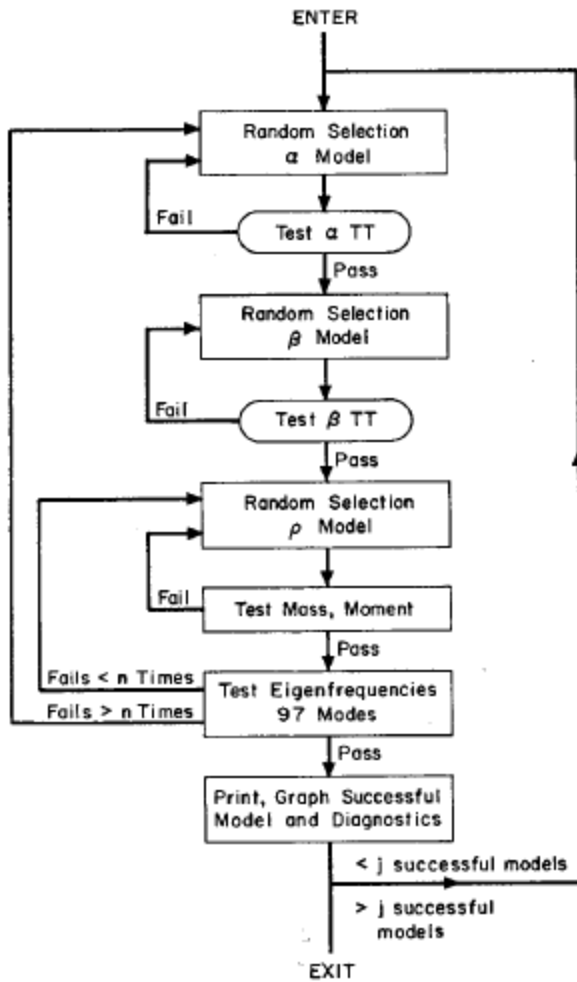 ENTER
Random Selection
α Model
Fail
Test α TT
Pass
Random Selection
β Model
Fail
Test β TT
Pass
Random Selection
ρ Model
Fail
Test Mass, Moment
Pass
Fails < n Times
Test Eigenfrequencies
97 Modes
Fails > n Times
Pass
Print, Graph Successful
Model and Diagnostics
< j successful models
> j successful
models
EXIT